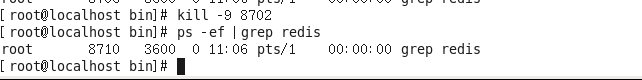 [root@localhost bin]# kill -9 8702
[root@localhost bin]# ps -ef |grep redis
root 8710 3600 0 11:06 pts/1 00:00:00 grep redis
[root@localhost bin]#